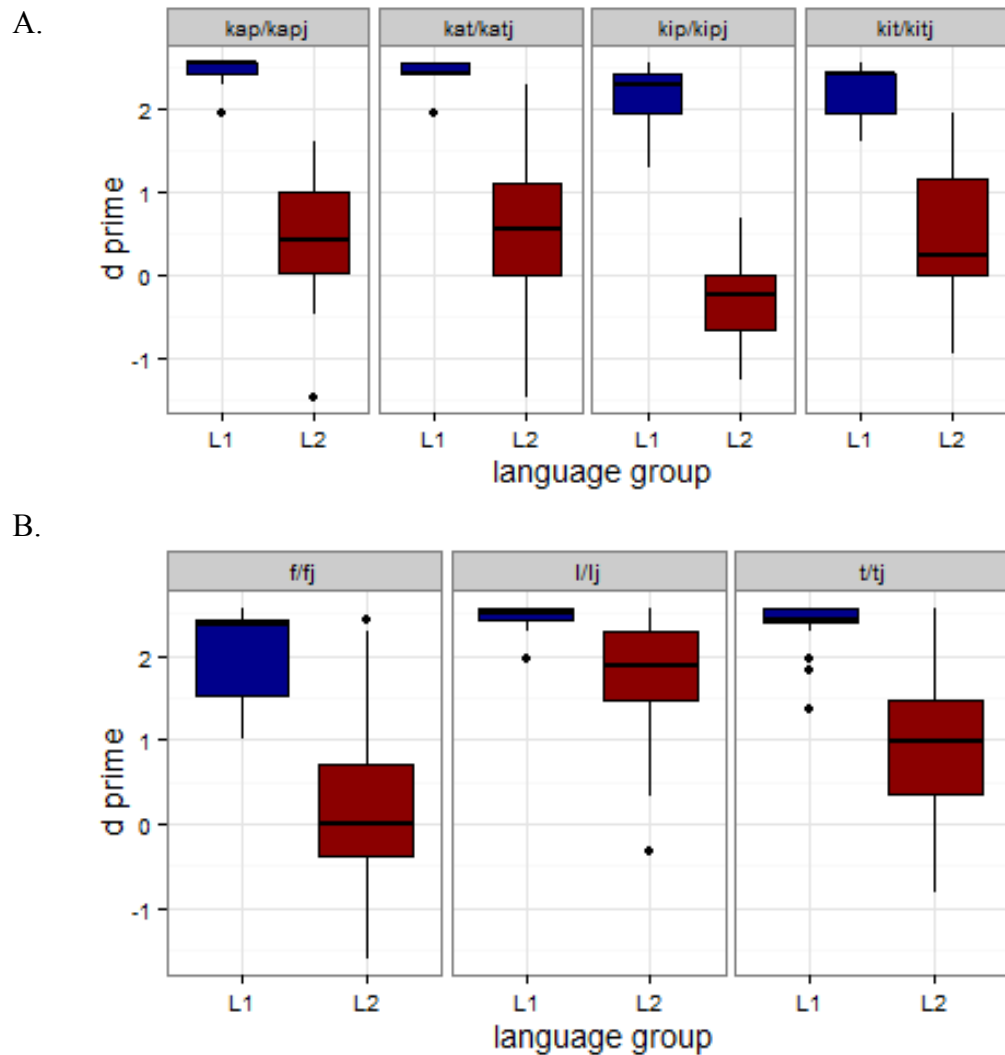 A.
kap/kapj kat/katj kip/kipj kit/kitj
d prime
2
1
0
-1
L1 L2 L1 L2 L1 L2 L1 L2
language group
B.
f/fj l/lj t/tj
d prime
2
1
0
-1
L1 L2 L1 L2 L1 L2
language group